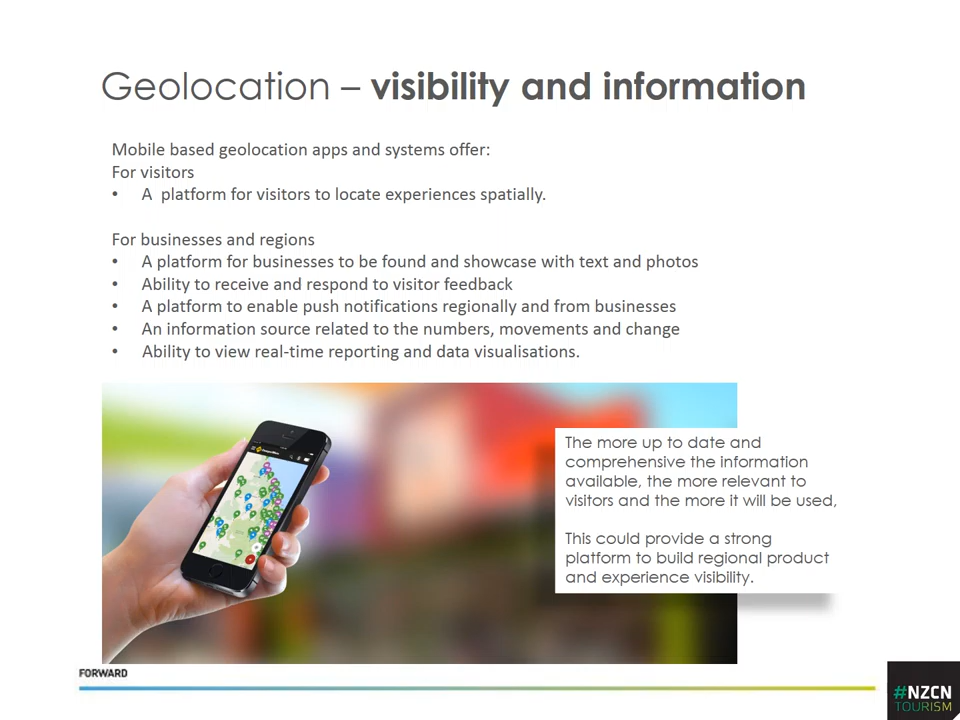 Geolocation – visibility and information
Mobile based geolocation apps and systems offer:
For visitors
• A platform for visitors to locate experiences spatially.
For businesses and regions
• A platform for businesses to be found and showcase with text and photos
• Ability to receive and respond to visitor feedback
• A platform to enable push notifications regionally and from businesses
• An information source related to the numbers, movements and change
• Ability to view real-time reporting and data visualisations.
The more up to date and
comprehensive the information
available, the more relevant to
visitors and the more it will be used,
This could provide a strong
platform to build regional product
and experience visibility.
FORWARD
#NZCN
TOURISM